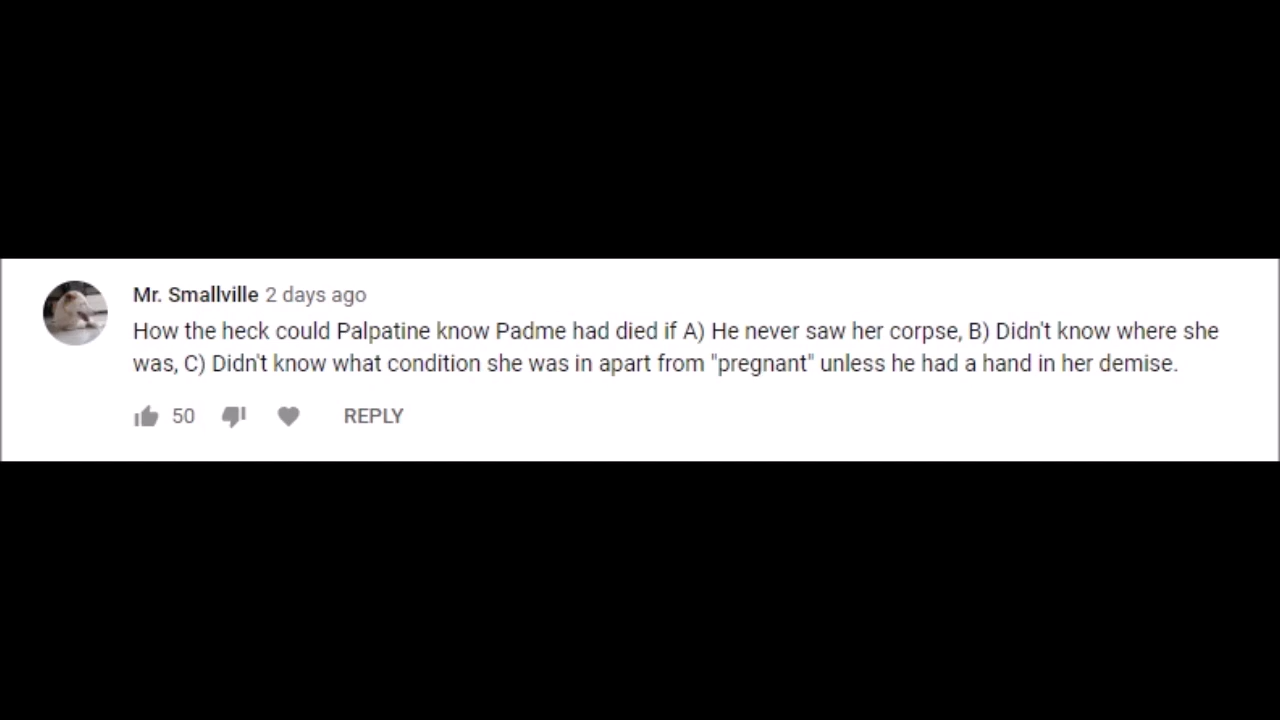 Mr. Smallville 2 days ago
How the heck could Palpatine know Padme had died if A) He never saw her corpse, B) Didn't know where she
was, C) Didn't know what condition she was in apart from "pregnant" unless he had a hand in her demise.
50 REPLY